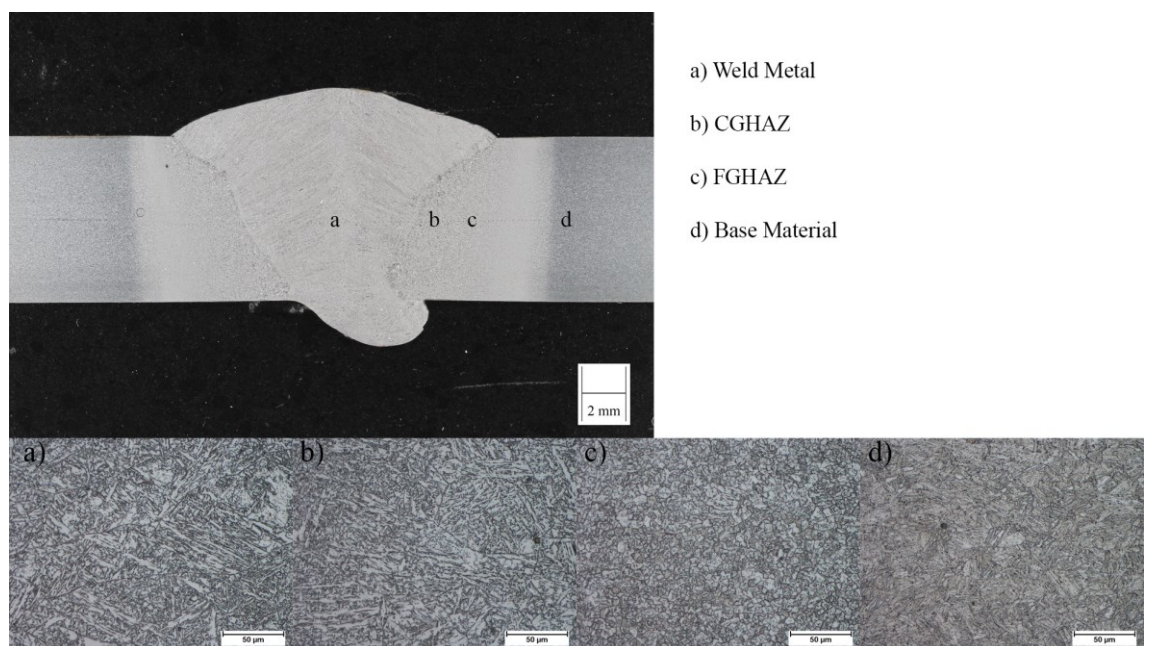 a) Weld Metal
b) CGHAZ
c) FGHAZ
d) Base Material
a b c d
2 mm
a) b) c) d)
50 µm 50 µm 50 µm 50 µm